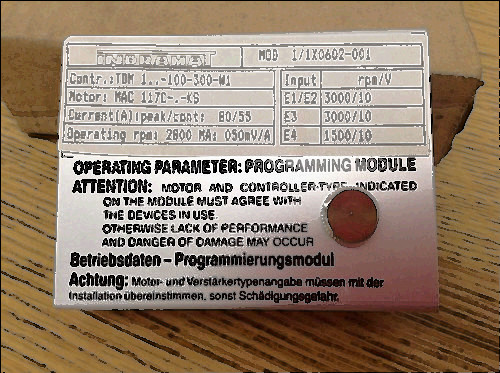 INDRAMAT MOD 1/1X0602-001
Contr.:TDM 1.-100-300-W1 Input rpm/V
Motor: MAC 117C-.-KS E1/E2 3000/10
Current(A):peak/cont: 80/55 E3 3000/10
Operating rpm: 2800 MA: 050mV/A E4 1500/10
OPERATING PARAMETER: PROGRAMMING MODULE
ATTENTION: MOTOR AND CONTROLLER-TYPE INDICATED
ON THE MODULE MUST AGREE WITH
THE DEVICES IN USE.
OTHERWISE LACK OF PERFORMANCE
AND DANGER OF DAMAGE MAY OCCUR
Betriebsdaten – Programmierungsmodul
Achtung: Motor- und Verstärkertypenangabe müssen mit der
Installation übereinstimmen, sonst Schädigungsgefahr.